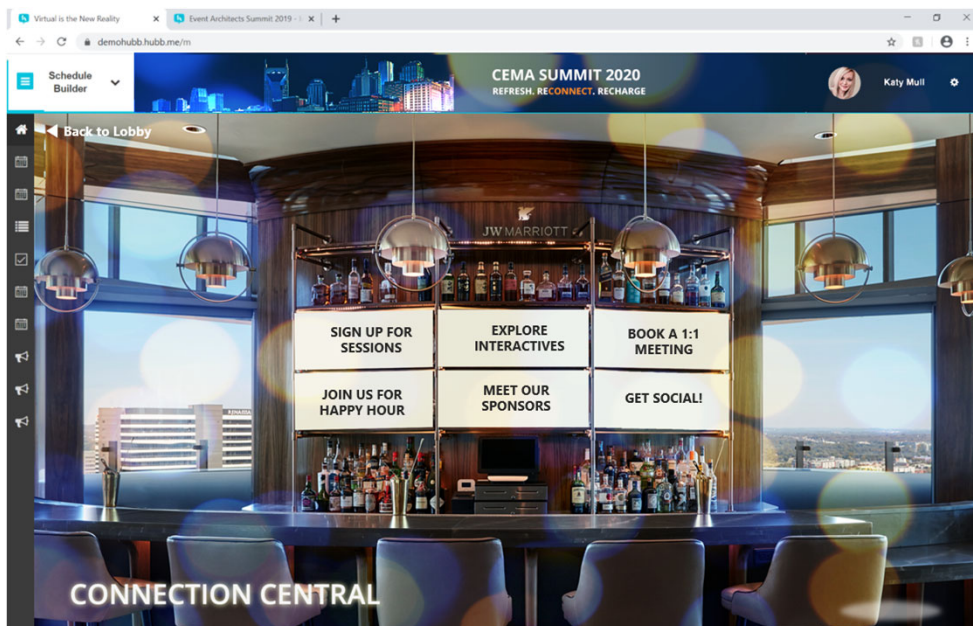 Virtual is the New Reality
Event Architects Summit 2019 -
demohubb.hubb.me/m
Schedule
Builder
CEMA SUMMIT 2020
REFRESH. RECONNECT. RECHARGE
Katy Mull
Back to Lobby
JW MARRIOTT
SIGN UP FOR
SESSIONS
EXPLORE
INTERACTIVES
BOOK A 1:1
MEETING
JOIN US FOR
HAPPY HOUR
MEET OUR
SPONSORS
GET SOCIAL!
CONNECTION CENTRAL